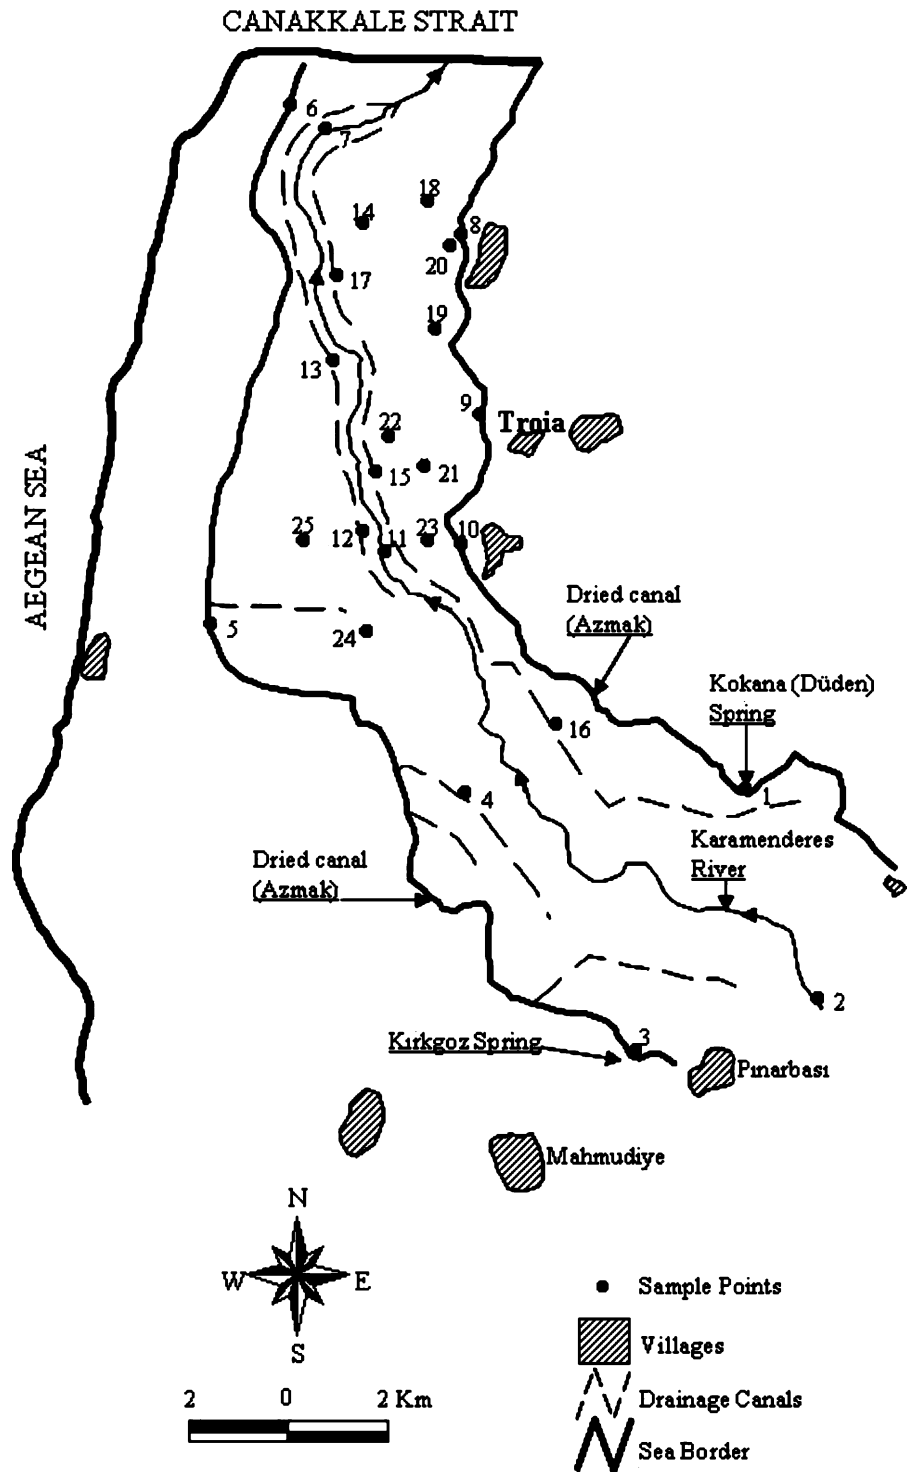 CANAKKALE STRAIT
6
7
18
14
8
20
17
19
13
9
Troia
22
15
21
AEGEAN SEA
25
12
11
23
10
Dried canal
(Azmak)
5
24
Kokana (Düden)
Spring
16
4
1
Karamenderes
River
Dried canal
(Azmak)
2
3
Kırkgoz Spring
Pınarbası
Mahmudiye
N
W
E
S
Sample Points
Villages
2
0
2 Km
Drainage Canals
Sea Border